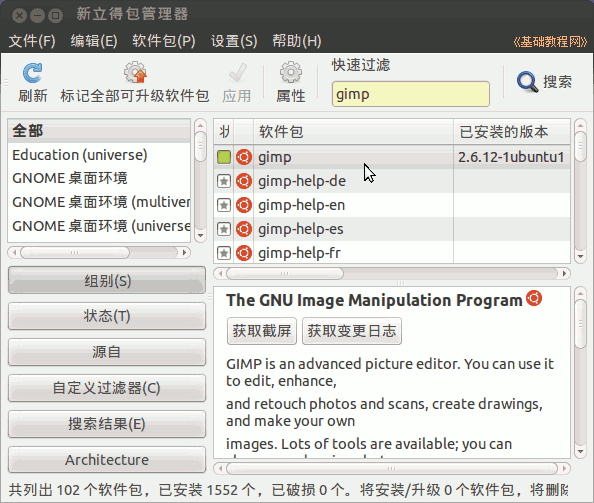 新立得包管理器
文件(F) 编辑(E) 软件包(P) 设置(S) 帮助(H) 《基础教程网》
快速过滤
刷新 标记全部可升级软件包 应用 属性 gimp 搜索
全部
Education (universe)
GNOME 桌面环境
GNOME 桌面环境 (multiver
GNOME 桌面环境 (universe
软件包 已安装的版本
gimp 2.6.12-1ubuntu1
gimp-help-de
gimp-help-en
gimp-help-es
gimp-help-fr
组别(S)
状态(T)
源自
自定义过滤器(C)
搜索结果(E)
Architecture
The GNU Image Manipulation Program
获取截屏 获取变更日志
GIMP is an advanced picture editor. You can use it
to edit, enhance,
and retouch photos and scans, create drawings,
and make your own
images. Lots of tools are available; you can
共列出 102 个软件包，已安装 1552 个，已破损 0 个。将安装/升级 0 个软件包，将删除